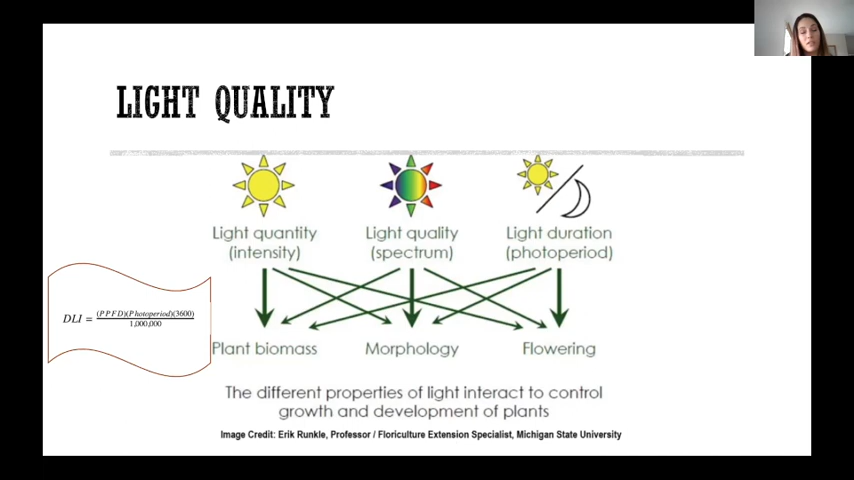 LIGHT QUALITY
Light quantity
(intensity)
Light quality
(spectrum)
Light duration
(photoperiod)
DLI = (PPFD)(Photoperiod)(3600)
1,000,000
Plant biomass
Morphology
Flowering
The different properties of light interact to control
growth and development of plants
Image Credit: Erik Runkle, Professor / Floriculture Extension Specialist, Michigan State University